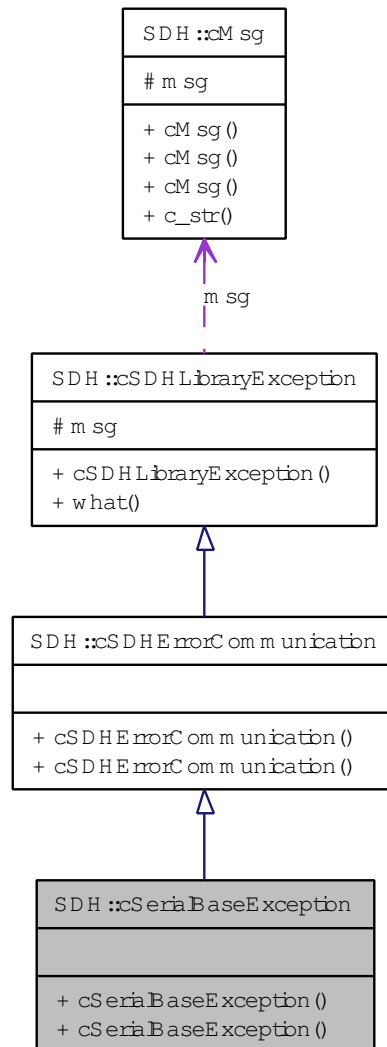 SDH::cMsg
# msg
+ cMsg()
+ cMsg()
+ cMsg()
+ c_str()
msg
SDH::cSDHLibraryException
# msg
+ cSDHLibraryException()
+ what()
SDH::cSDHErrorCommunication
+ cSDHErrorCommunication()
+ cSDHErrorCommunication()
SDH::cSerialBaseException
+ cSerialBaseException()
+ cSerialBaseException()